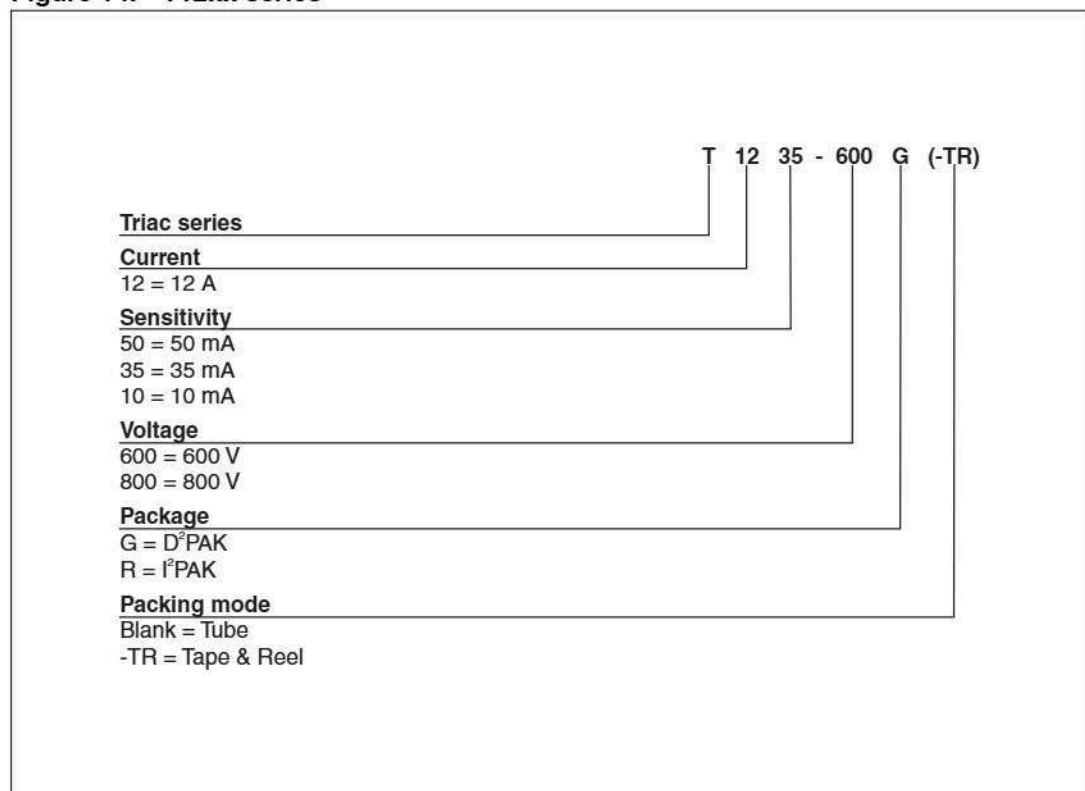 T 12 35 - 600 G (-TR)
Triac series
Current
12 = 12 A
Sensitivity
50 = 50 mA
35 = 35 mA
10 = 10 mA
Voltage
600 = 600 V
800 = 800 V
Package
G = D²PAK
R = I²PAK
Packing mode
Blank = Tube
-TR = Tape & Reel